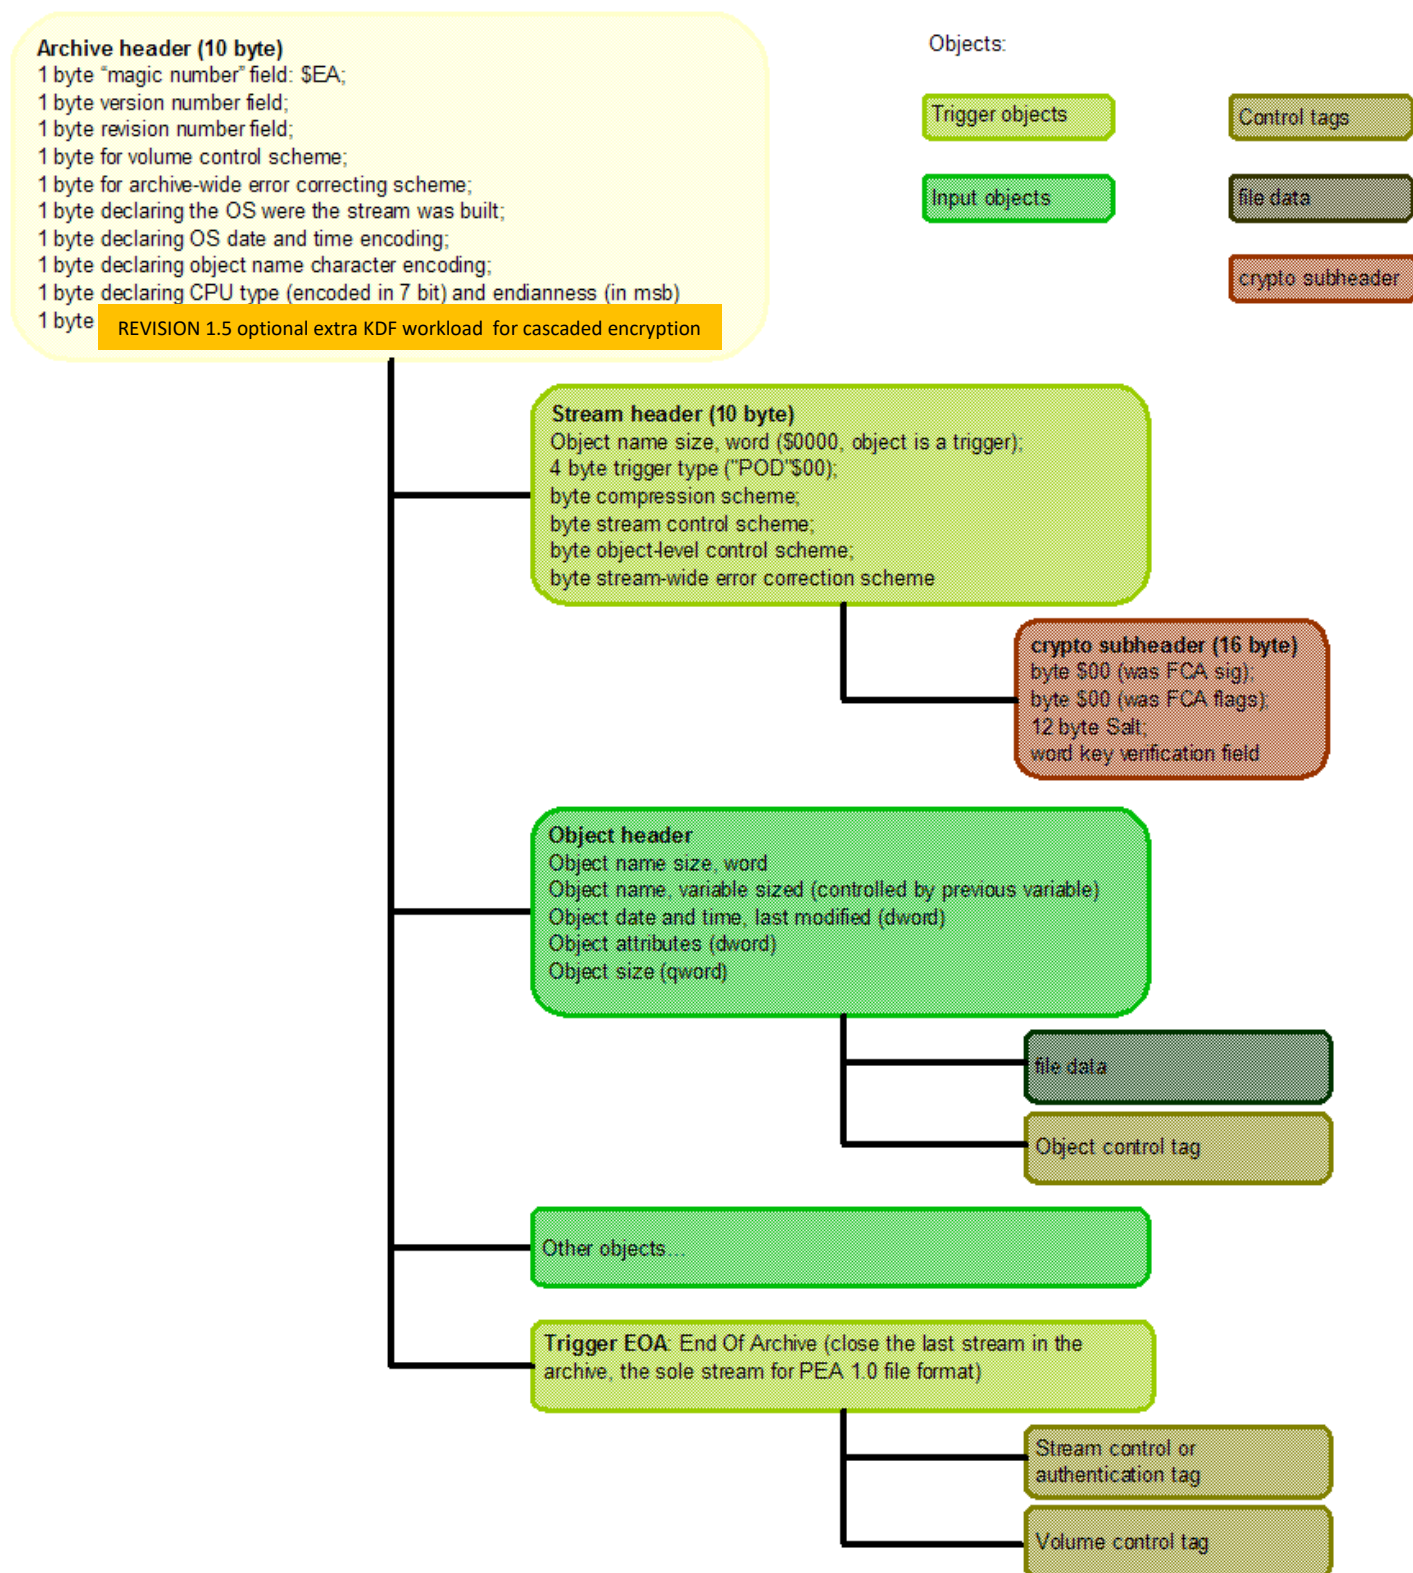 Archive header (10 byte)
1 byte “magic number” field: $EA;
1 byte version number field;
1 byte revision number field;
1 byte for volume control scheme;
1 byte for archive-wide error correcting scheme;
1 byte declaring the OS were the stream was built;
1 byte declaring OS date and time encoding;
1 byte declaring object name character encoding;
1 byte declaring CPU type (encoded in 7 bit) and endianness (in msb)
1 byte REVISION 1.5 optional extra KDF workload for cascaded encryption
Objects:
Trigger objects
Control tags
Input objects
file data
crypto subheader
Stream header (10 byte)
Object name size, word ($0000, object is a trigger);
4 byte trigger type ("POD"$00);
byte compression scheme;
byte stream control scheme;
byte object-level control scheme;
byte stream-wide error correction scheme
crypto subheader (16 byte)
byte $00 (was FCA sig);
byte $00 (was FCA flags);
12 byte Salt;
word key verification field
Object header
Object name size, word
Object name, variable sized (controlled by previous variable)
Object date and time, last modified (dword)
Object attributes (dword)
Object size (qword)
file data
Object control tag
Other objects...
Trigger EOA: End Of Archive (close the last stream in the
archive, the sole stream for PEA 1.0 file format)
Stream control or
authentication tag
Volume control tag